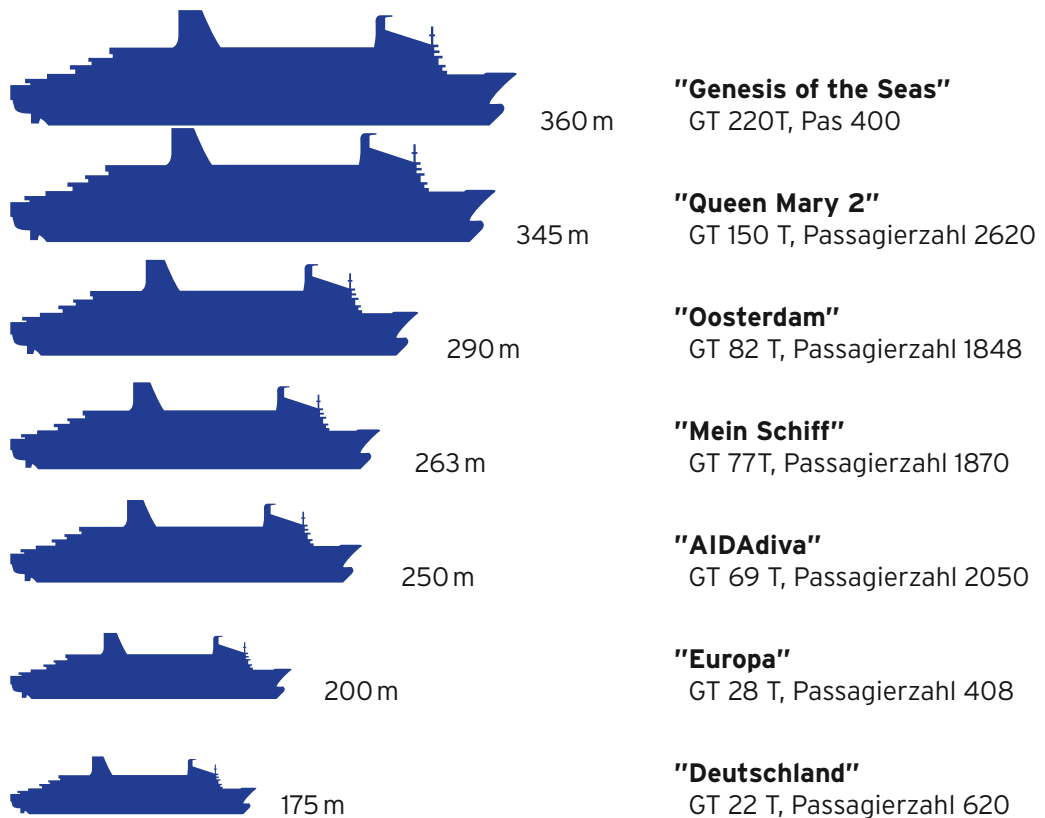 360 m
"Genesis of the Seas"
GT 220T, Pas 400
345 m
"Queen Mary 2"
GT 150 T, Passagierzahl 2620
290 m
"Oosterdam"
GT 82 T, Passagierzahl 1848
263 m
"Mein Schiff"
GT 77T, Passagierzahl 1870
250 m
"AIDAdiva"
GT 69 T, Passagierzahl 2050
200 m
"Europa"
GT 28 T, Passagierzahl 408
175 m
"Deutschland"
GT 22 T, Passagierzahl 620